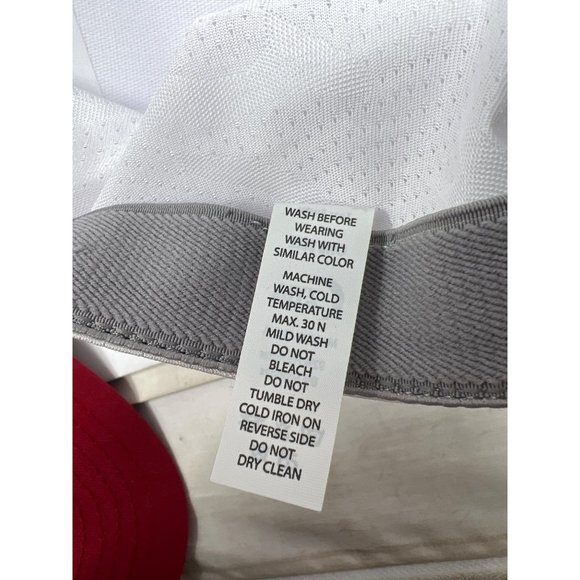 WASH BEFORE
WEARING
WASH WITH
SIMILAR COLOR
MACHINE
WASH, COLD
TEMPERATURE
MAX. 30 N
MILD WASH
DO NOT
BLEACH
DO NOT
TUMBLE DRY
COLD IRON ON
REVERSE SIDE
DO NOT
DRY CLEAN